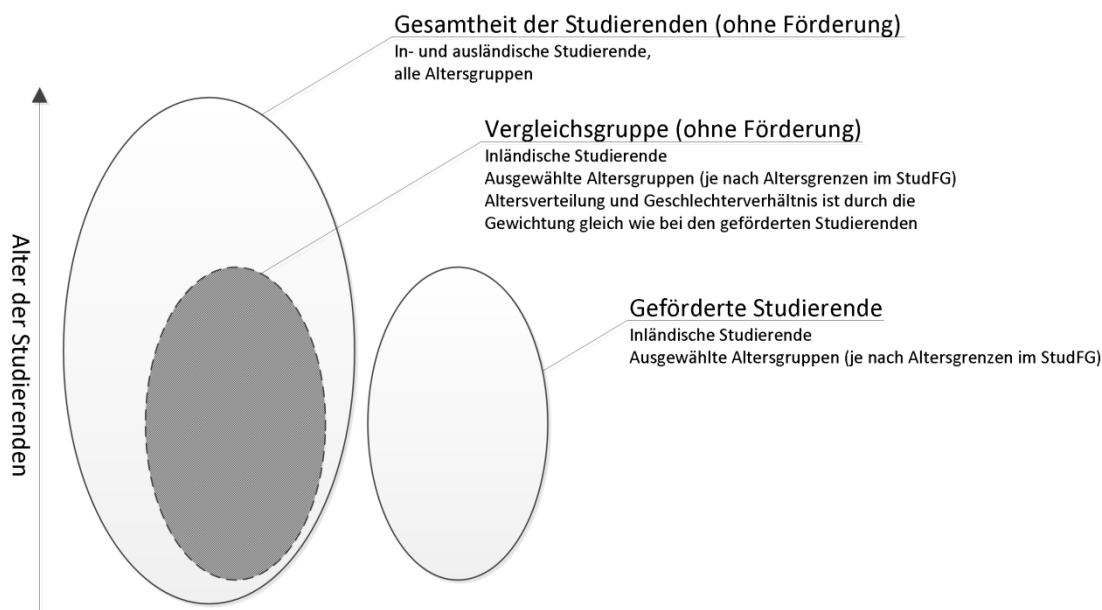 Gesamtheit der Studierenden (ohne Förderung)
In- und ausländische Studierende,
alle Altersgruppen
Vergleichsgruppe (ohne Förderung)
Inländische Studierende
Ausgewählte Altersgruppen (je nach Altersgrenzen im StudFG)
Altersverteilung und Geschlechterverhältnis ist durch die
Gewichtung gleich wie bei den geförderten Studierenden
Geförderte Studierende
Inländische Studierende
Ausgewählte Altersgruppen (je nach Altersgrenzen im StudFG)
Alter der Studierenden